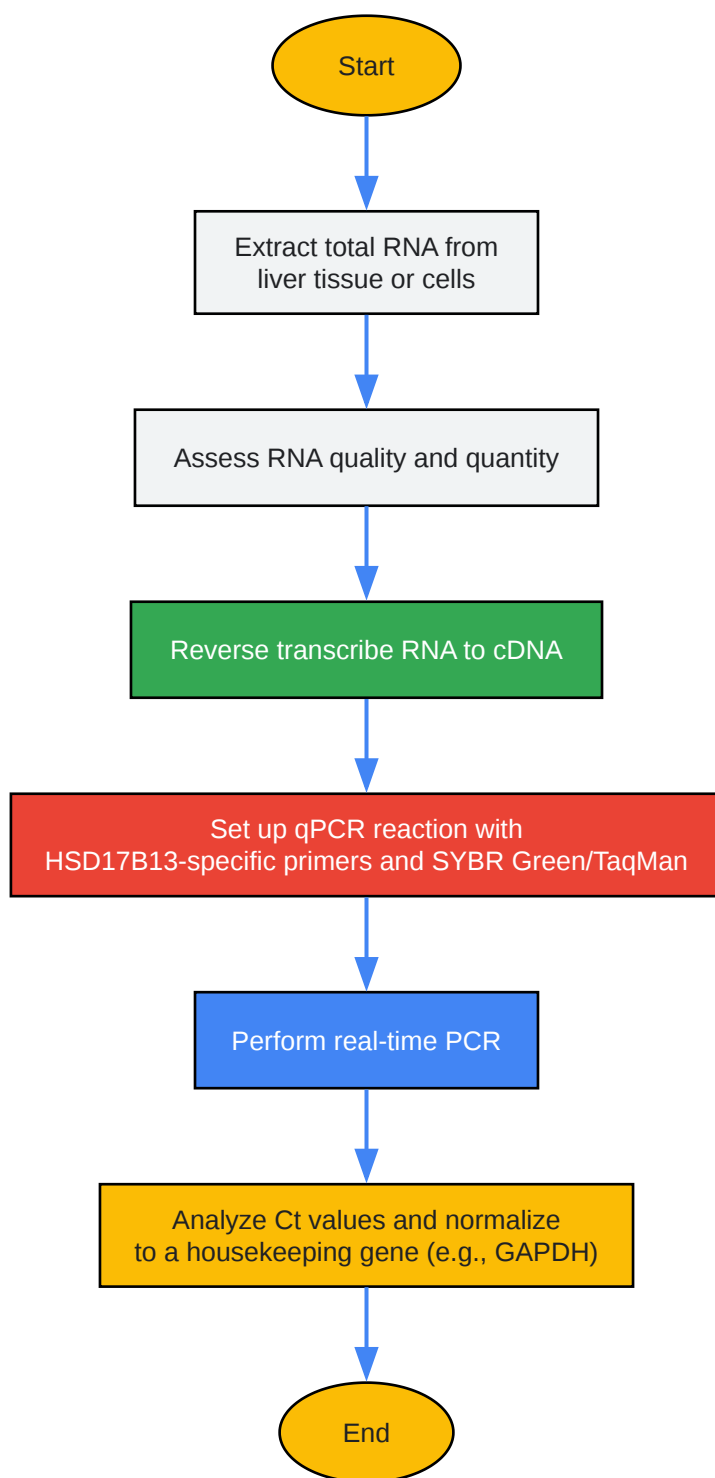 Start
Extract total RNA from
liver tissue or cells
Assess RNA quality and quantity
Reverse transcribe RNA to cDNA
Set up qPCR reaction with
HSD17B13-specific primers and SYBR Green/TaqMan
Perform real-time PCR
Analyze Ct values and normalize
to a housekeeping gene (e.g., GAPDH)
End